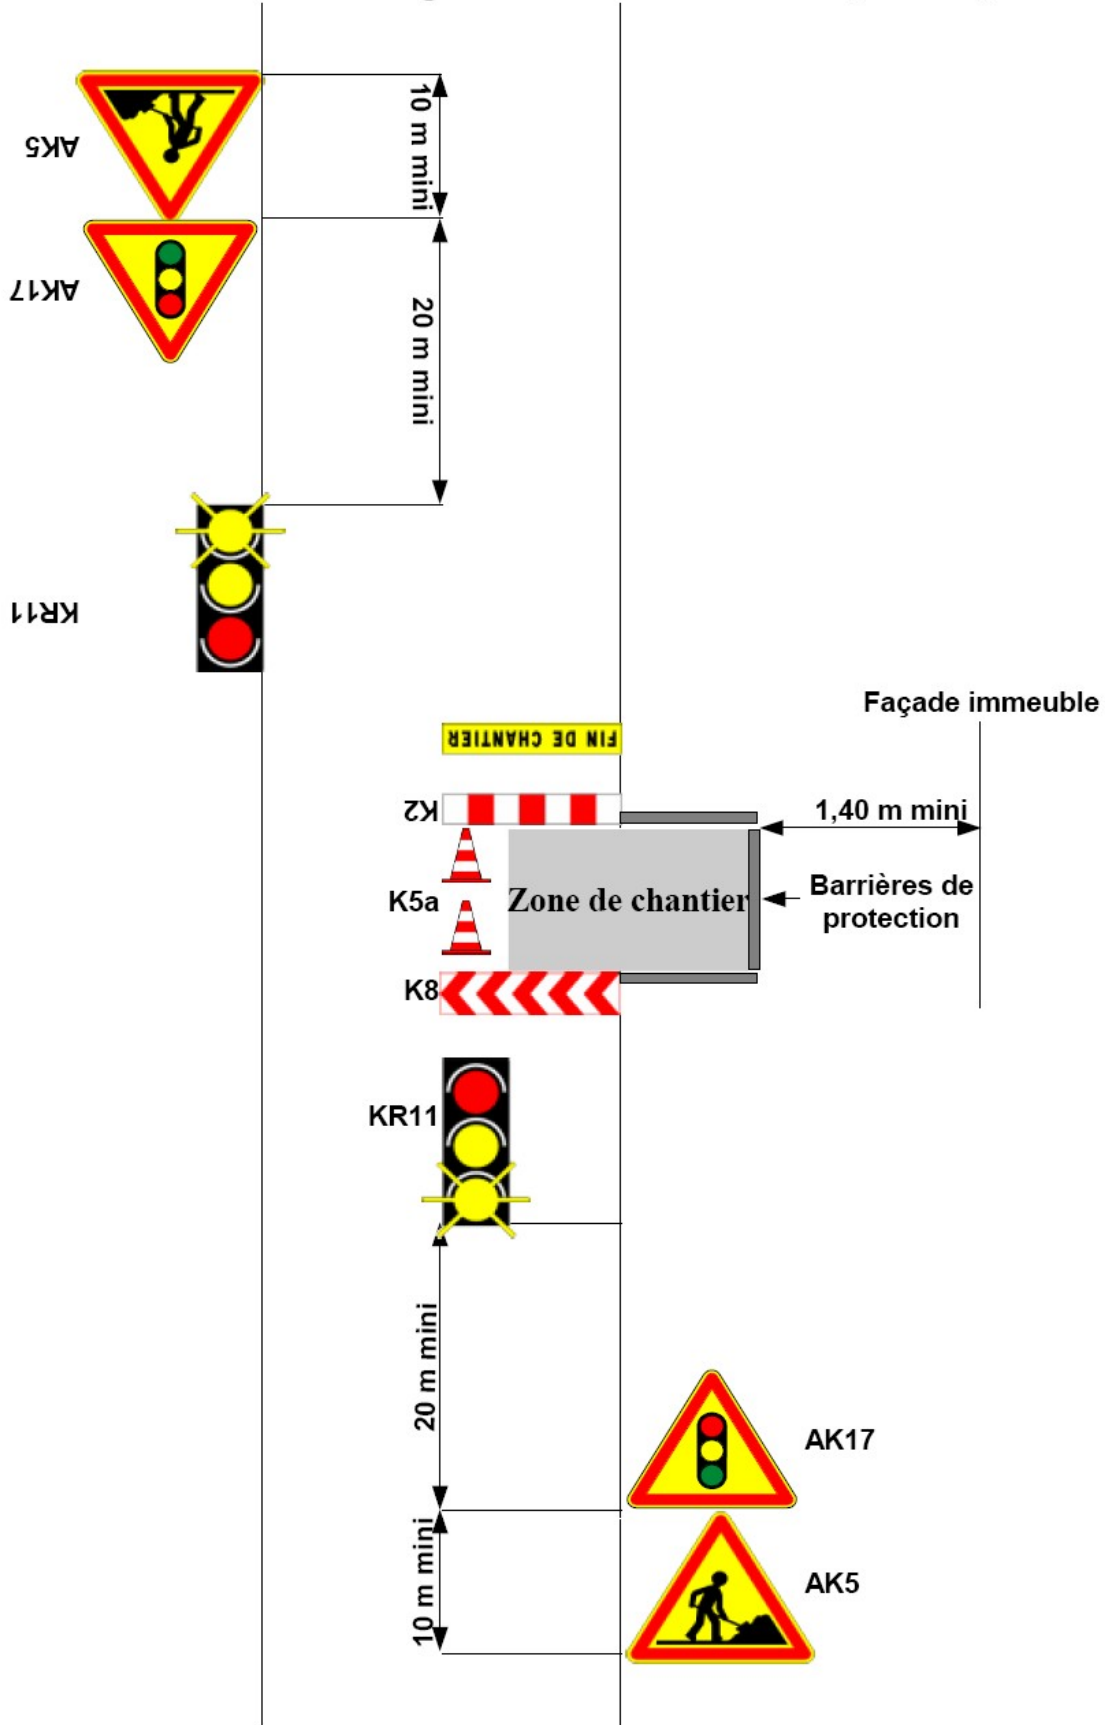 10 m mini
AK5
20 m mini
AK17
KR11
Façade immeuble
FIN DE CHANTIER
K2
1,40 m mini
K5a
Zone de chantier
Barrières de
protection
K8
KR11
20 m mini
AK17
10 m mini
AK5